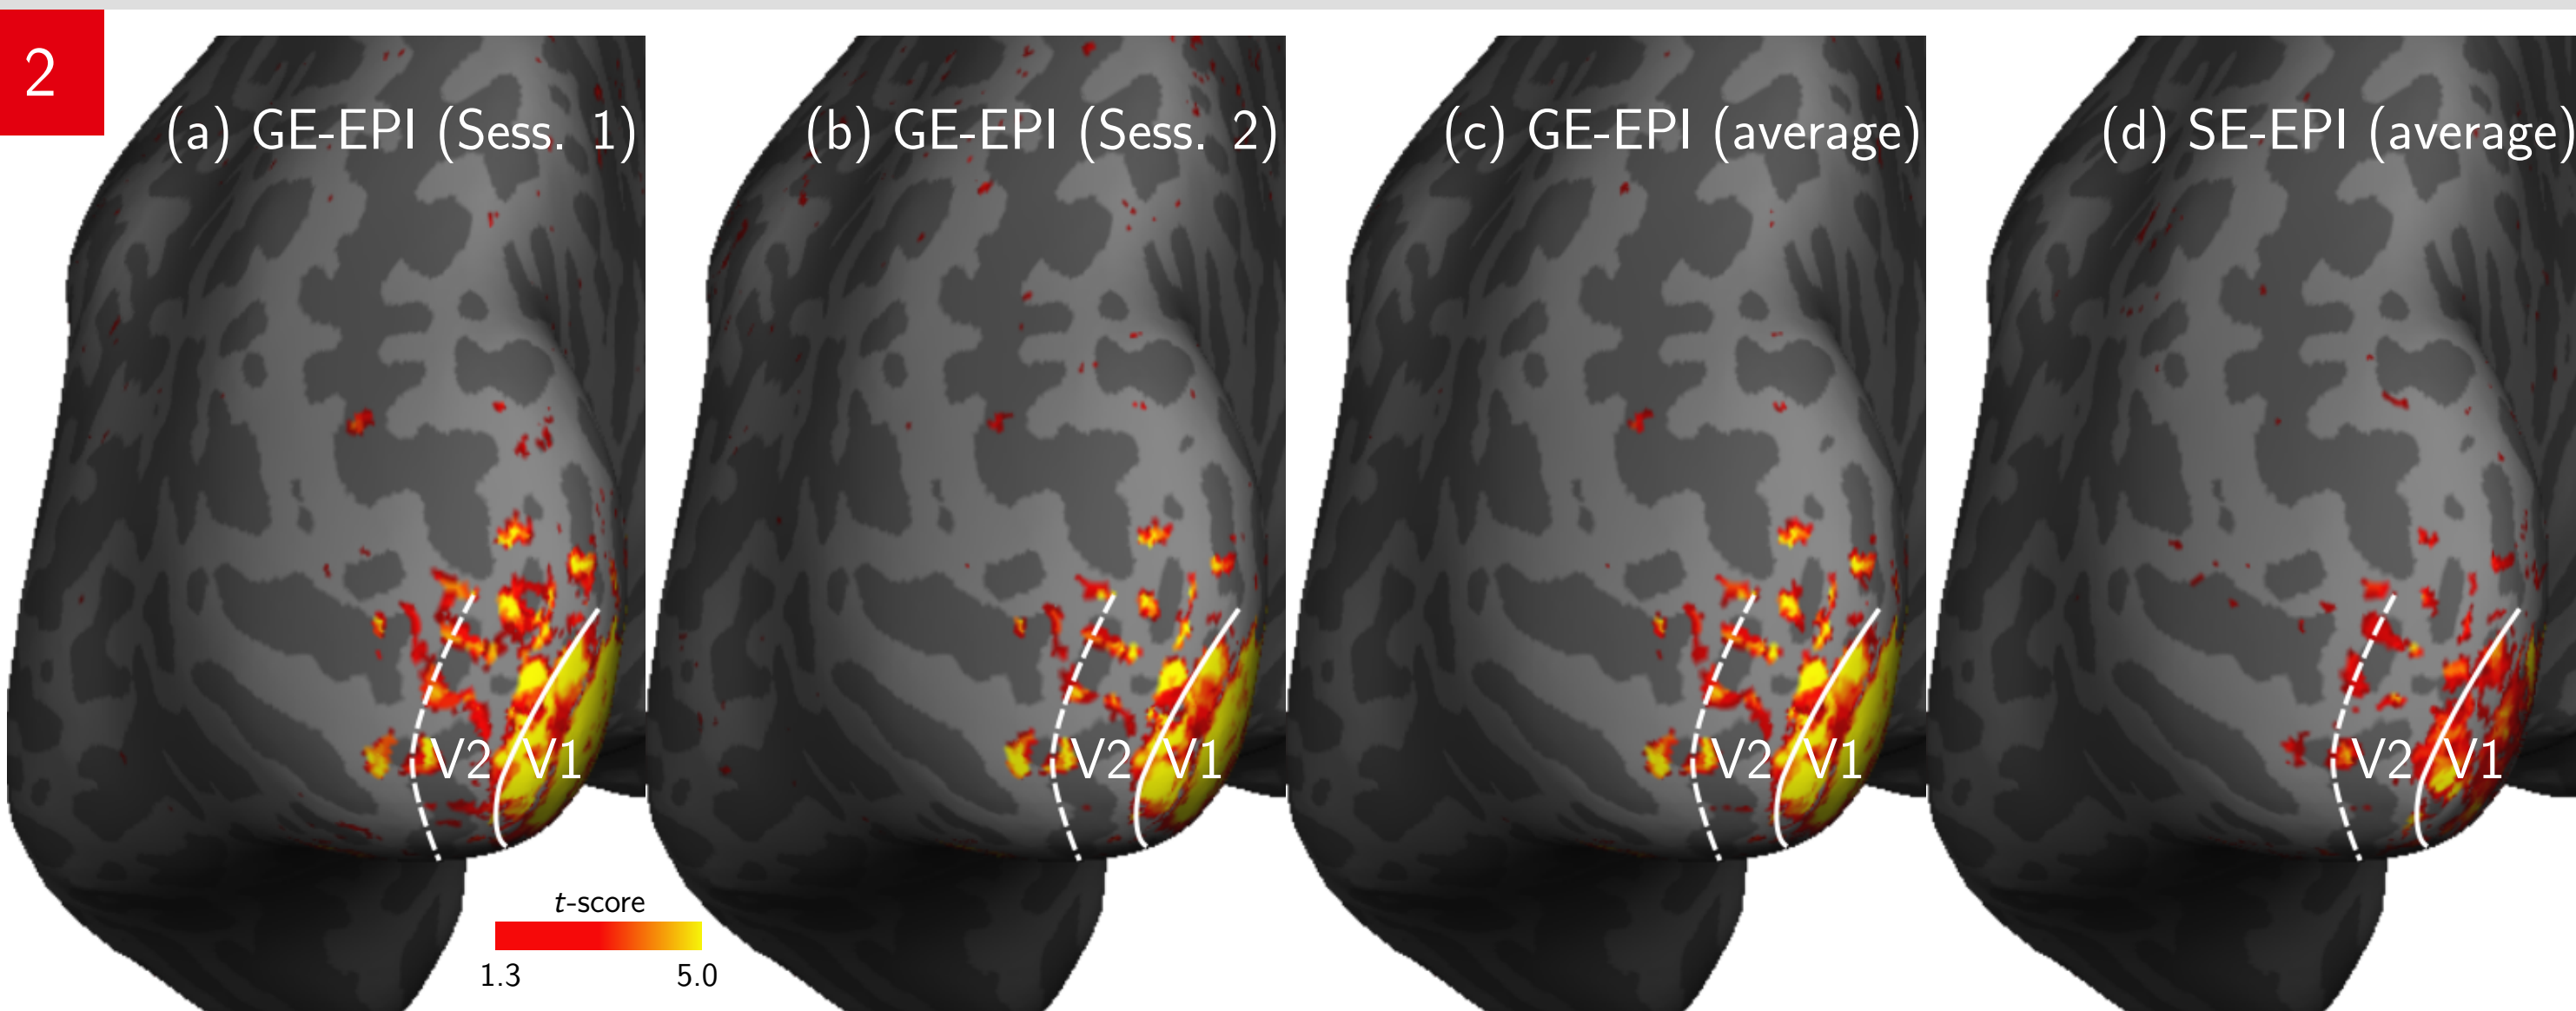 2
(a) GE-EPI (Sess. 1)
(b) GE-EPI (Sess. 2)
(c) GE-EPI (average)
(d) SE-EPI (average)
V2 V1
V2 V1
V2 V1
V2 V1
t-score
1.3 5.0